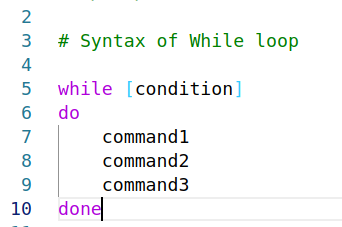 2
3 # Syntax of While loop
4
5 while [condition]
6 do
7 command1
8 command2
9 command3
10 done